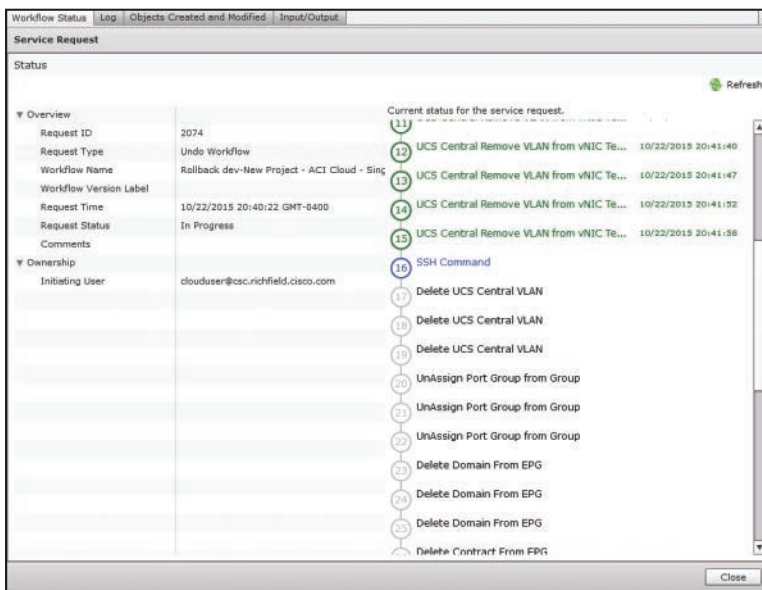 Workflow Status Log Objects Created and Modified Input/Output
Service Request
Status
Refresh
Overview
Request ID 2074
Request Type Undo Workflow
Workflow Name Rollback dev-New Project - ACI Cloud - Sing
Workflow Version Label
Request Time 10/22/2015 20:40:22 GMT-0400
Request Status In Progress
Comments
Ownership
Initiating User clouduser@csc.richfield.cisco.com
Current status for the service request.
11
12 UCS Central Remove VLAN from vNIC Te... 10/22/2015 20:41:40
13 UCS Central Remove VLAN from vNIC Te... 10/22/2015 20:41:47
14 UCS Central Remove VLAN from vNIC Te... 10/22/2015 20:41:52
15 UCS Central Remove VLAN from vNIC Te... 10/22/2015 20:41:58
16 SSH Command
17 Delete UCS Central VLAN
18 Delete UCS Central VLAN
19 Delete UCS Central VLAN
20 UnAssign Port Group from Group
21 UnAssign Port Group from Group
22 UnAssign Port Group from Group
23 Delete Domain From EPG
24 Delete Domain From EPG
25 Delete Domain From EPG
Delete Contract From EPG
Close